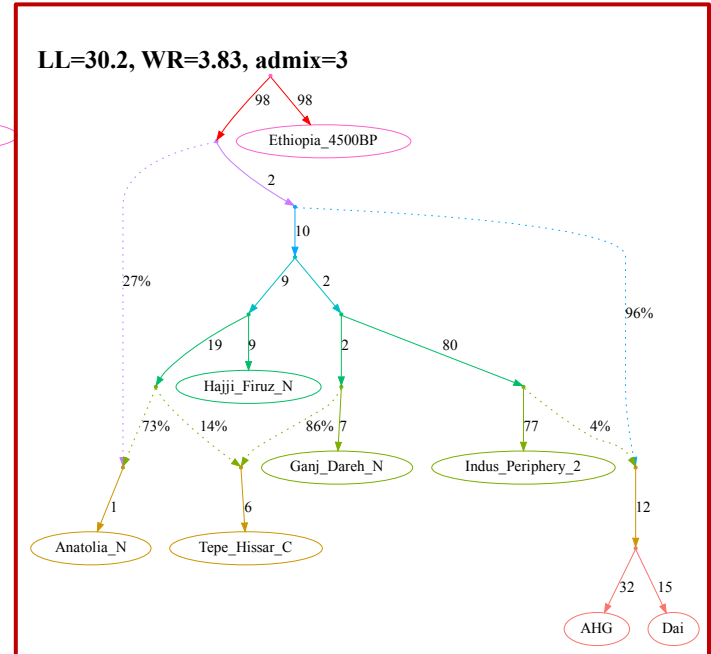 LL=30.2, WR=3.83, admix=3
98
98
Ethiopia_4500BP
2
10
27%
9
2
96%
19
9
2
80
Hajji_Firuz_N
73%
14%
86%
7
77
4%
Ganj_Dareh_N
Indus_Periphery_2
1
6
12
Anatolia_N
Tepe_Hissar_C
32
15
AHG
Dai